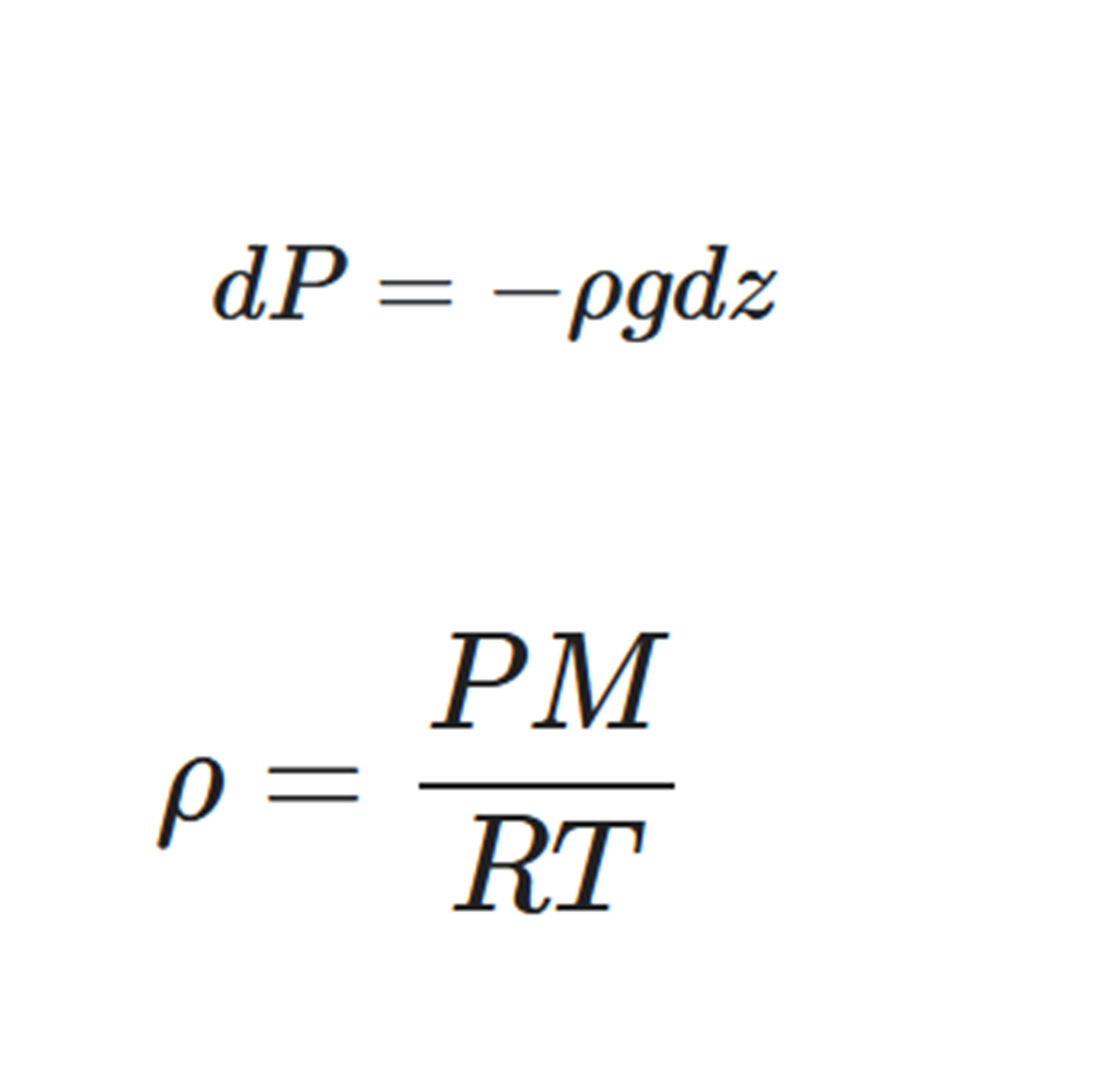 dP = −ρgdz
ρ = PM/RT